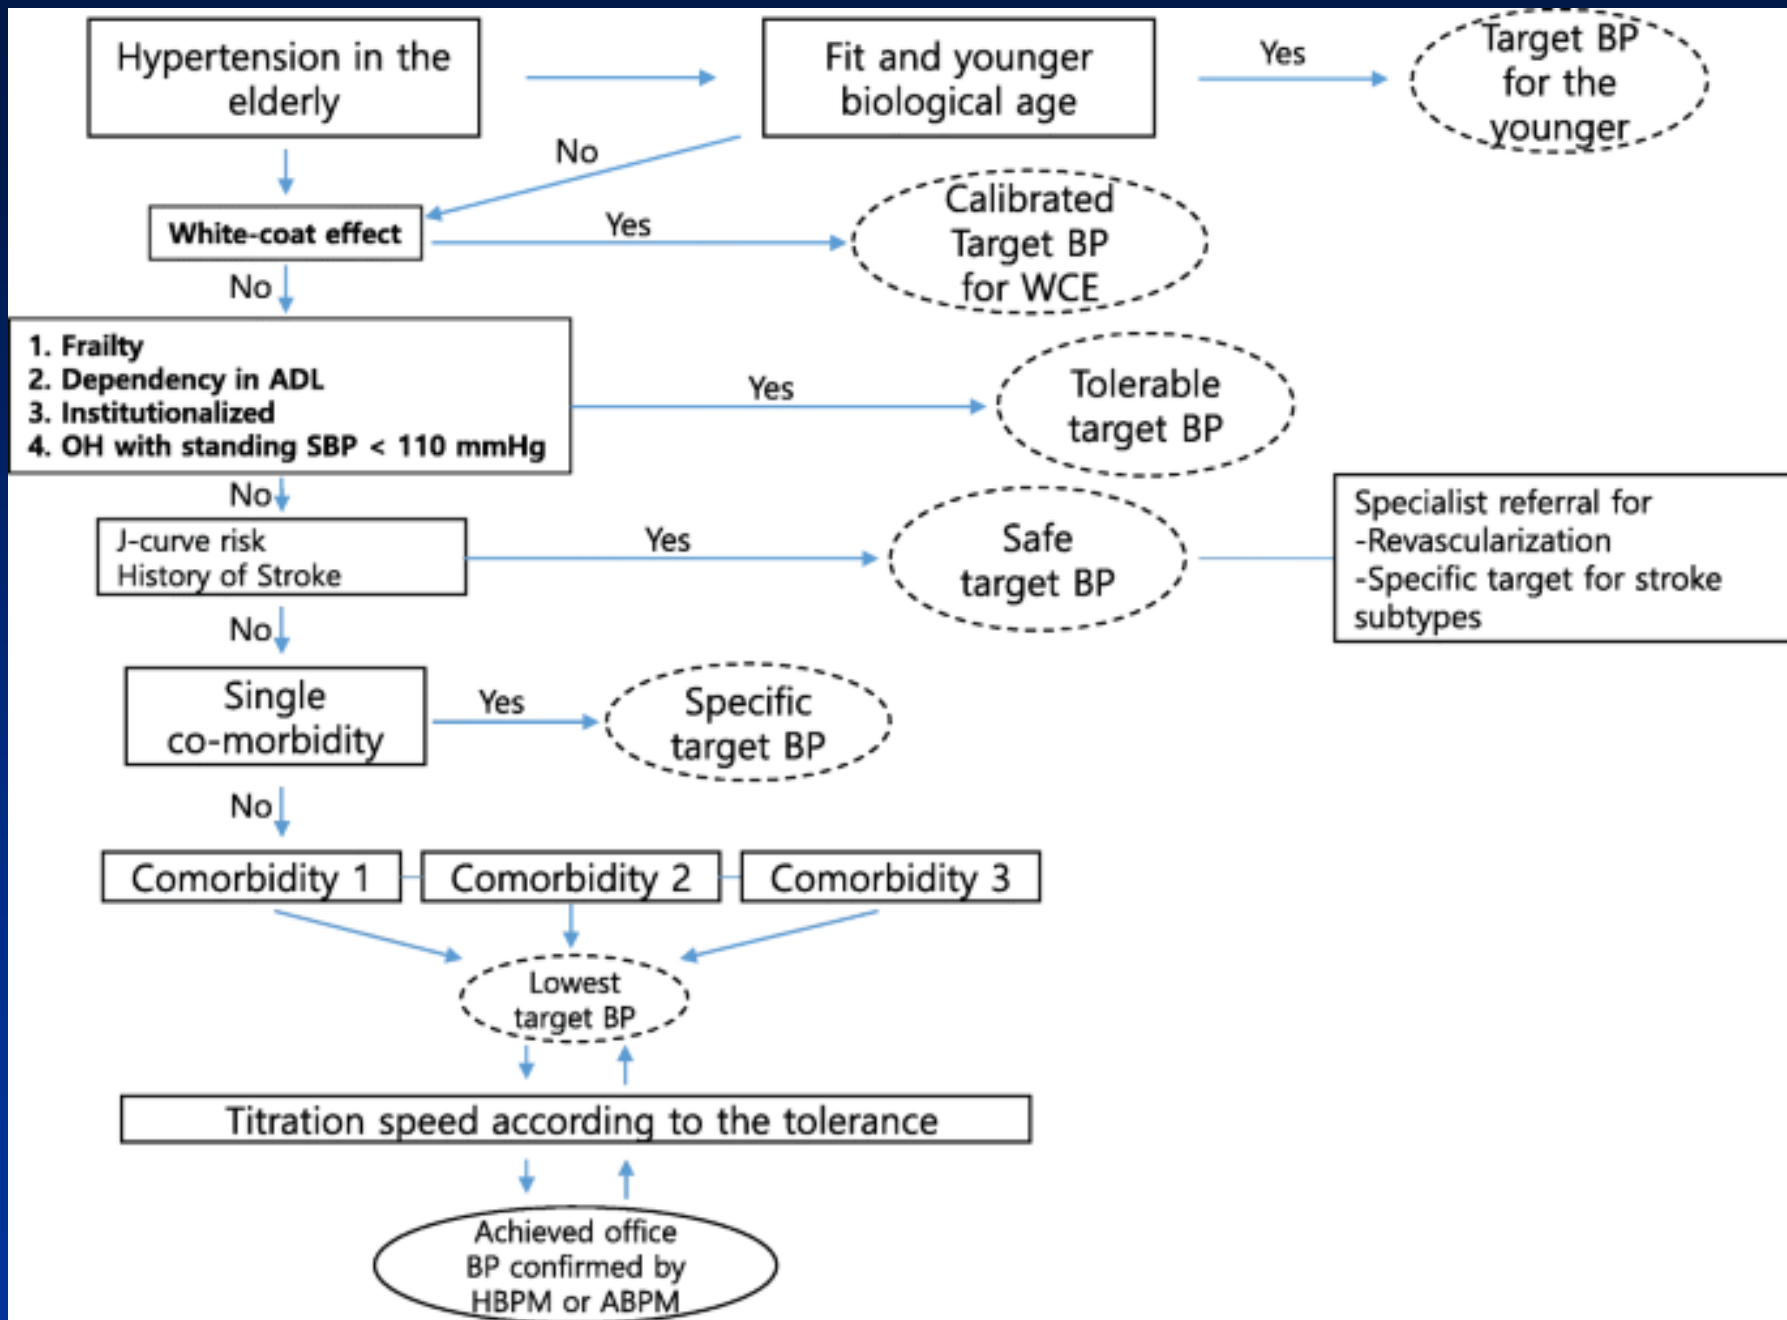 Hypertension in the
elderly
Fit and younger
biological age
Yes
Target BP
for the
younger
No
White-coat effect
Yes
Calibrated
Target BP
for WCE
No
1. Frailty
2. Dependency in ADL
3. Institutionalized
4. OH with standing SBP < 110 mmHg
Yes
Tolerable
target BP
No
J-curve risk
History of Stroke
Yes
Safe
target BP
Specialist referral for
-Revascularization
-Specific target for stroke
subtypes
No
Single
co-morbidity
Yes
Specific
target BP
No
Comorbidity 1
Comorbidity 2
Comorbidity 3
Lowest
target BP
Titration speed according to the tolerance
Achieved office
BP confirmed by
HBPM or ABPM